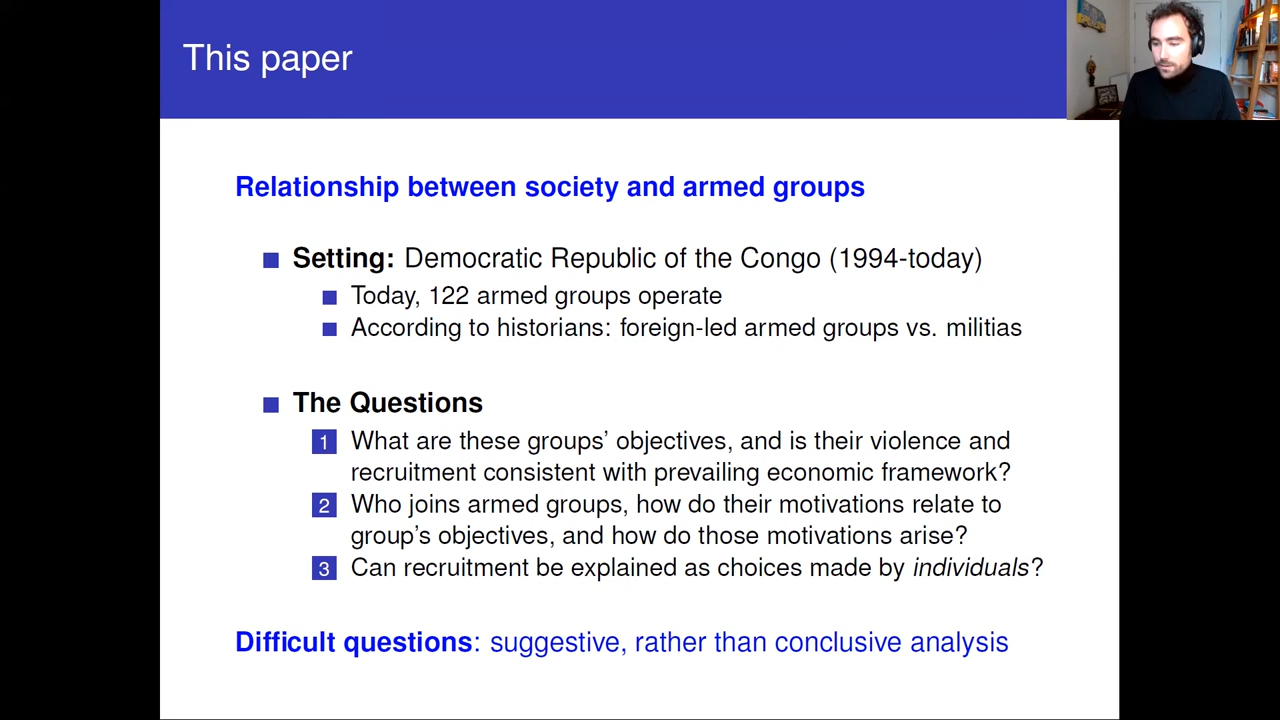 This paper
Relationship between society and armed groups
Setting: Democratic Republic of the Congo (1994-today)
Today, 122 armed groups operate
According to historians: foreign-led armed groups vs. militias
The Questions
1 What are these groups' objectives, and is their violence and
recruitment consistent with prevailing economic framework?
2 Who joins armed groups, how do their motivations relate to
group's objectives, and how do those motivations arise?
3 Can recruitment be explained as choices made by individuals?
Difficult questions: suggestive, rather than conclusive analysis